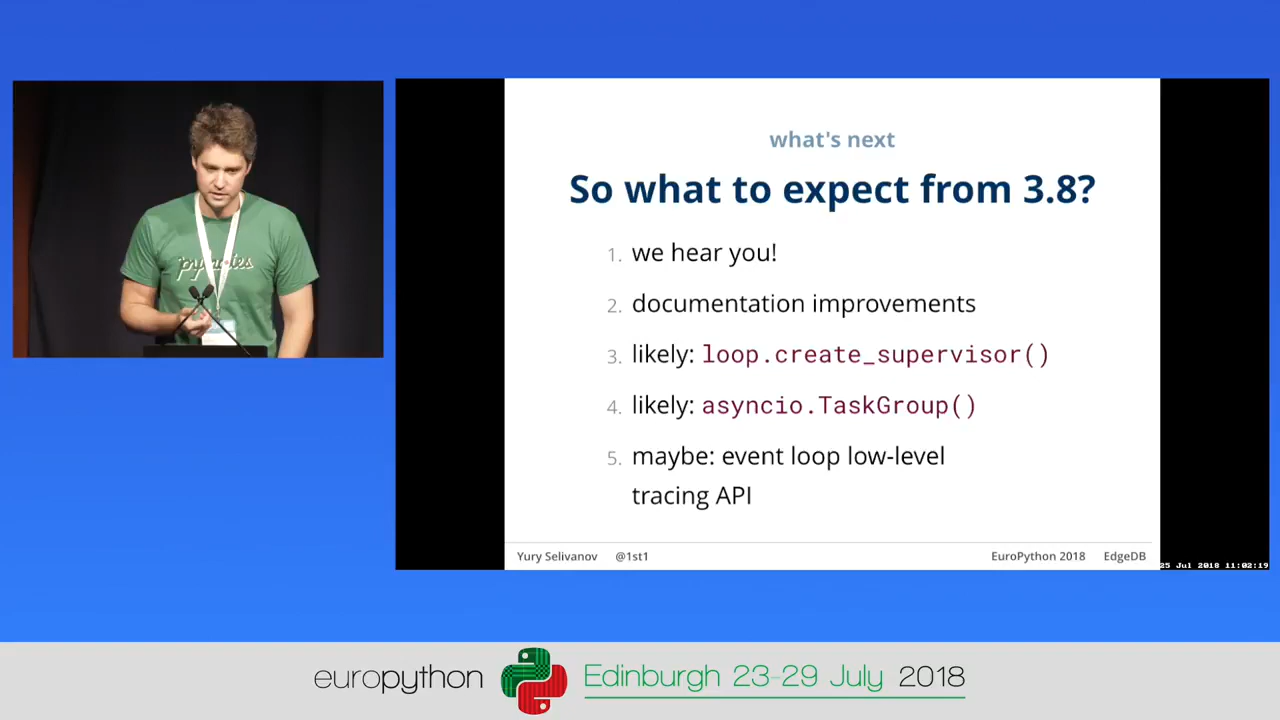 what's next
So what to expect from 3.8?
1. we hear you!
2. documentation improvements
3. likely: loop.create_supervisor()
4. likely: asyncio.TaskGroup()
5. maybe: event loop low-level
tracing API
Yury Selivanov @1st1 EuroPython 2018 EdgeDB
25 Jul 2018 11:02:19
europython Edinburgh 23-29 July 2018